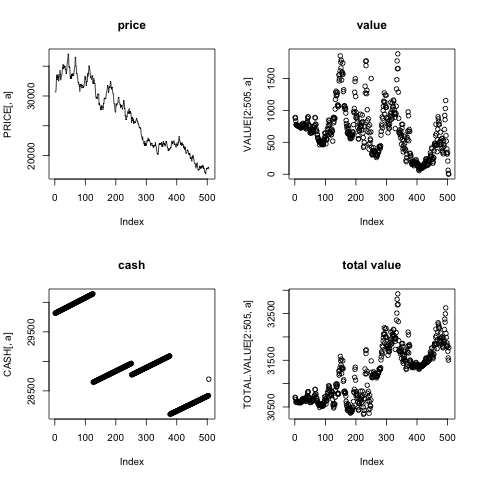 price
value
PRICE[, a]
20000
30000
0 100 200 300 400 500
Index
VALUE[2:505, a]
0 500 1000 1500
0 100 200 300 400 500
Index
cash
total value
CASH[, a]
28500
29500
0 100 200 300 400 500
Index
TOTAL.VALUE[2:505, a]
30500 31500 32500
0 100 200 300 400 500
Index